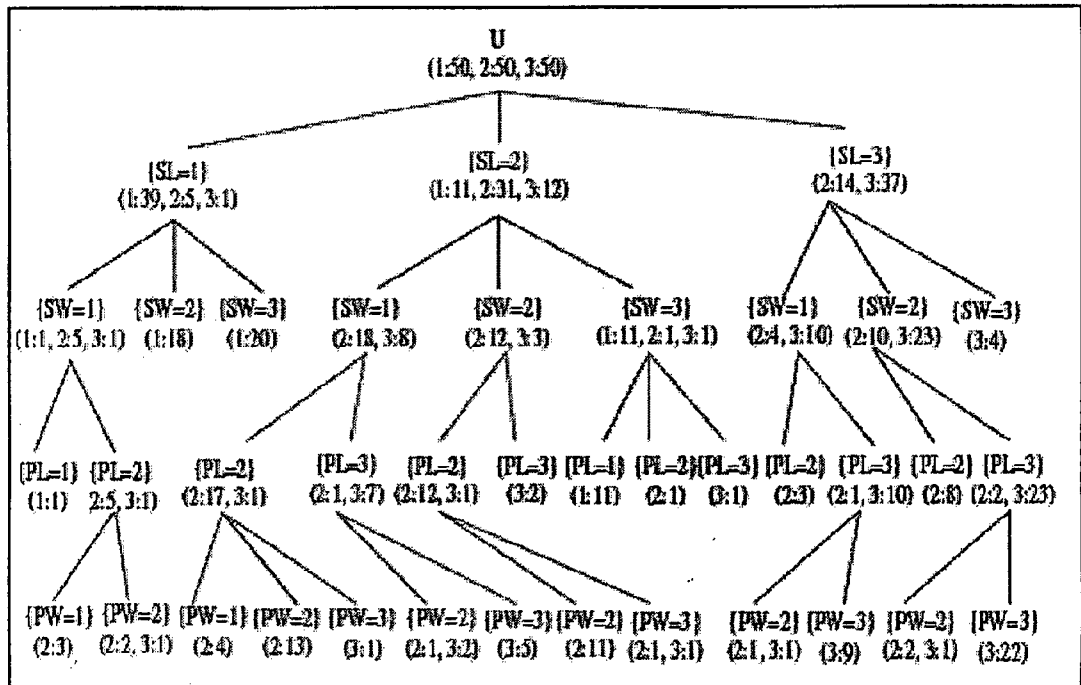 U
(1:50, 2:50, 3:50)
{SL=1} {SL=2} {SL=3}
(1:39, 2:5, 3:1) (1:11, 2:31, 3:12) (2:14, 3:37)
{SW=1} {SW=2} {SW=3} {SW=1} {SW=2} {SW=3} {SW=1} {SW=2} {SW=3}
(1:1, 2:5, 3:1) (1:18) (1:20) (2:18, 3:8) (2:12, 3:3) (1:11, 2:1, 3:1) (2:4, 3:10) (2:10, 3:23) (3:4)
{PL=1} {PL=2} {PL=2} {PL=3} {PL=2} {PL=3} {PL=1} {PL=2} {PL=3} {PL=2} {PL=3} {PL=2} {PL=3}
(1:1) 2:5, 3:1) (2:17, 3:1) (2:1, 3:7) (2:12, 3:1) (3:2) (1:11) (2:1) (3:1) (2:3) (2:1, 3:10) (2:8) (2:2, 3:23)
{PW=1} {PW=2} {PW=1} {PW=2} {PW=3} {PW=2} {PW=3} {PW=2} {PW=3} {PW=2} {PW=3} {PW=2} {PW=3}
(2:3) (2:2, 3:1) (2:4) (2:13) (3:1) (2:1, 3:2) (3:5) (2:11) (2:1, 3:1) (2:1, 3:1) (3:9) (2:2, 3:1) (3:22)